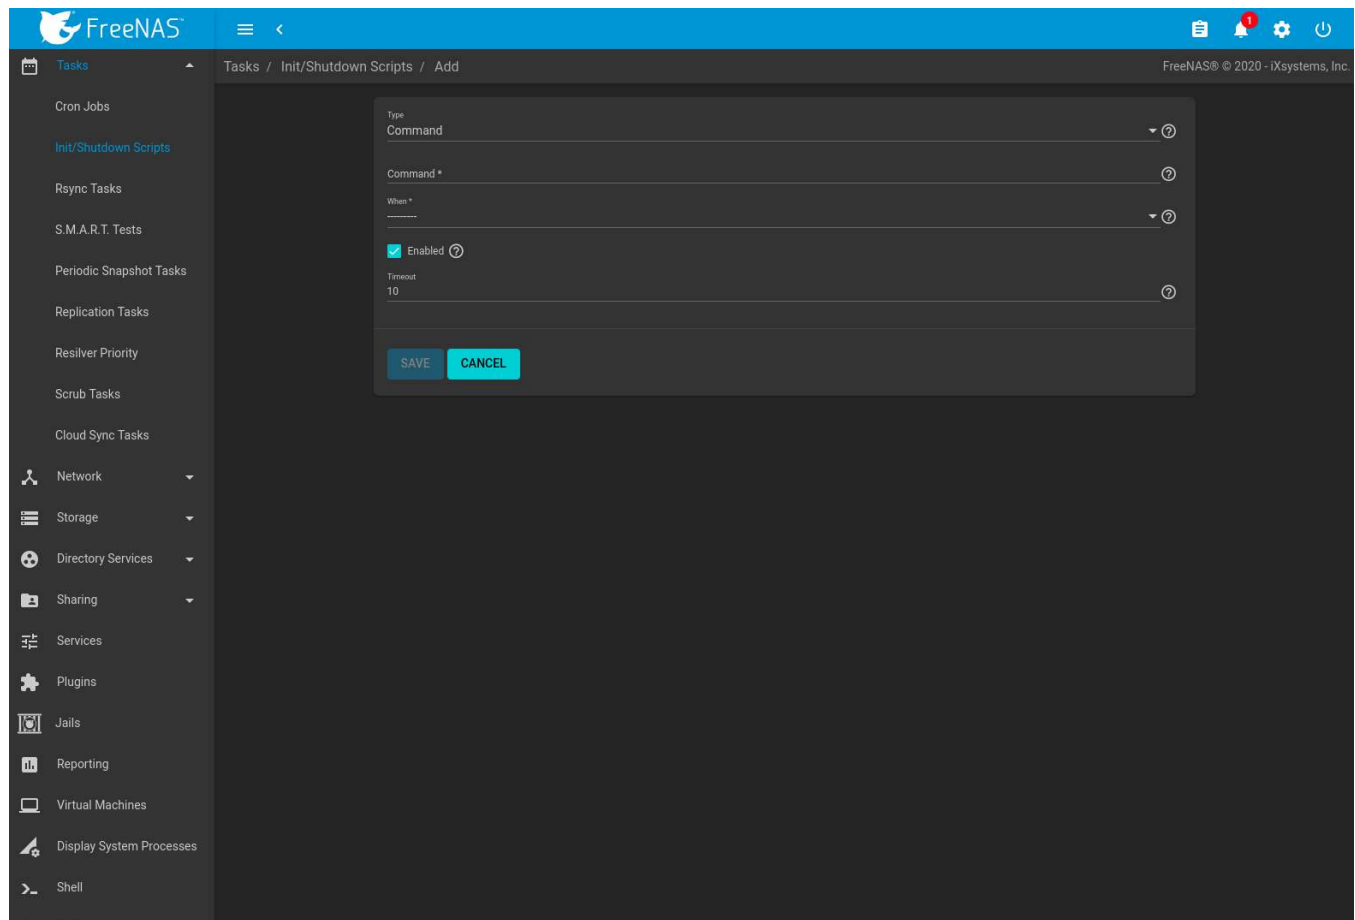 FreeNAS™
1
Tasks
Tasks / Init/Shutdown Scripts / Add
FreeNAS® © 2020 - iXsystems, Inc.
Cron Jobs
Init/Shutdown Scripts
Rsync Tasks
S.M.A.R.T. Tests
Periodic Snapshot Tasks
Replication Tasks
Resilver Priority
Scrub Tasks
Cloud Sync Tasks
Network
Storage
Directory Services
Sharing
Services
Plugins
Jails
Reporting
Virtual Machines
Display System Processes
Shell
Type
Command
Command *
When *
---------
Enabled
Timeout
10
SAVE CANCEL